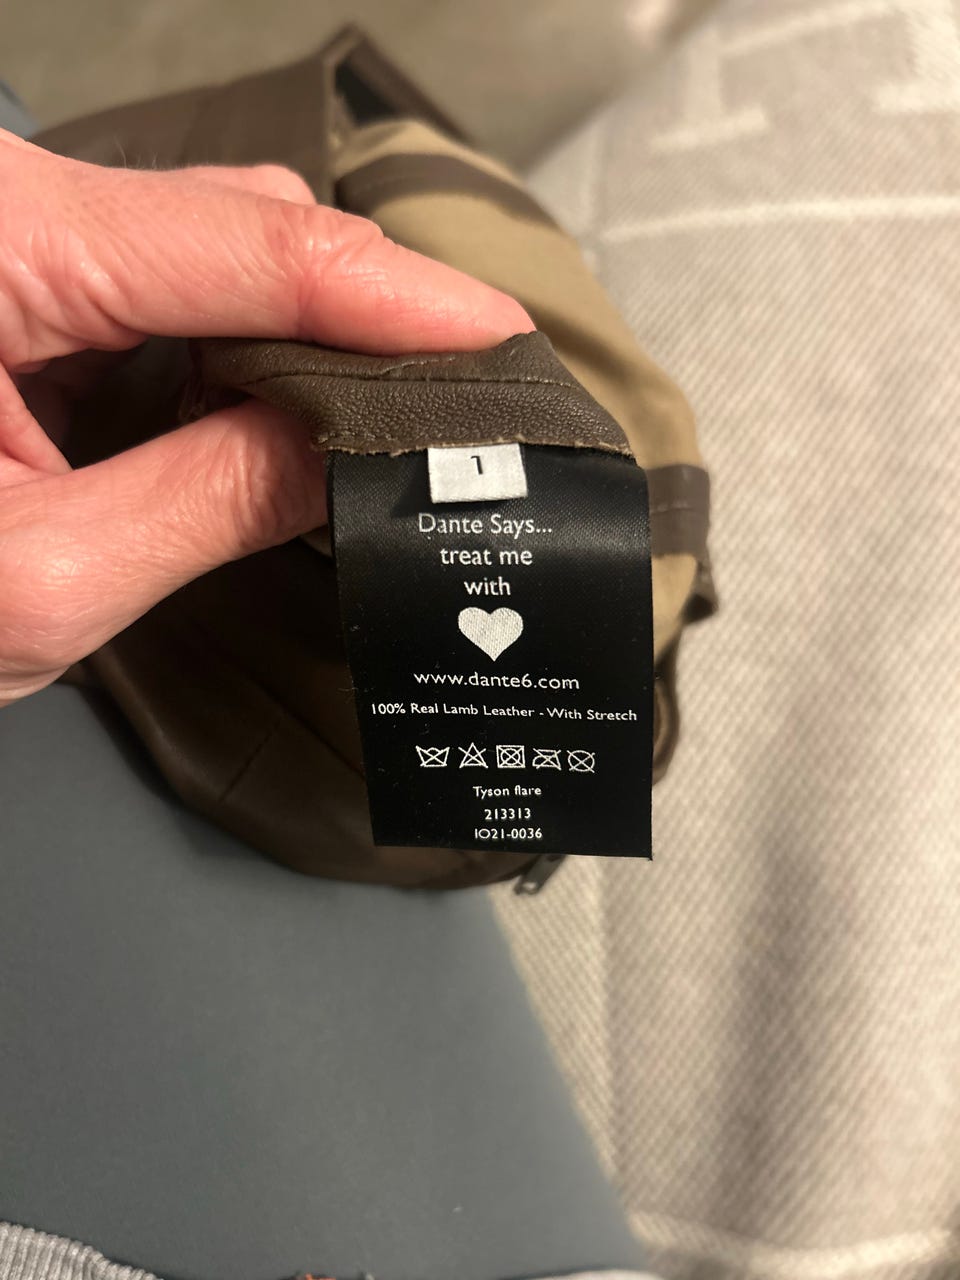 1
Dante Says...
treat me
with
www.dante6.com
100% Real Lamb Leather - With Stretch
Tyson flare
213313
IO21-0036